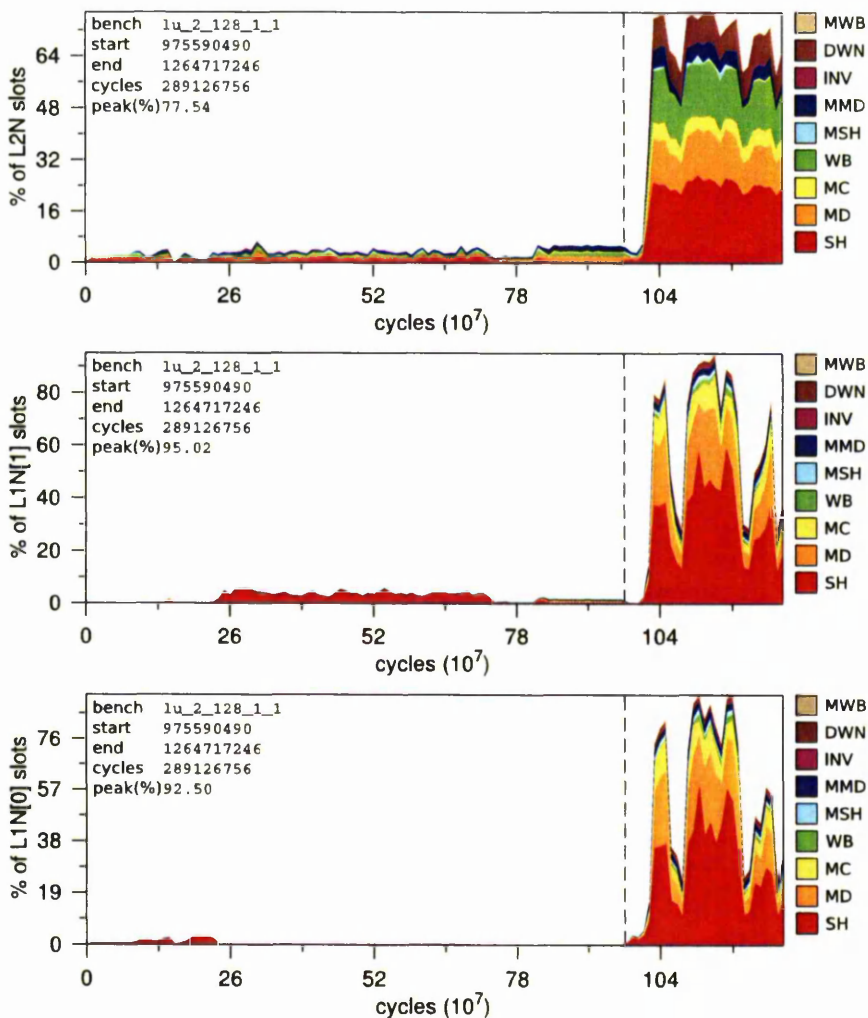 bench lu_2_128_1_1
start 975590490
end 1264717246
cycles 289126756
peak(%)77.54
% of L2N slots
64
48
32
16
0
0 26 52 78 104
cycles (10^7)
MWB
DWN
INV
MMD
MSH
WB
MC
MD
SH
bench lu_2_128_1_1
start 975590490
end 1264717246
cycles 289126756
peak(%)95.02
% of L1N[1] slots
80
60
40
20
0
0 26 52 78 104
cycles (10^7)
MWB
DWN
INV
MMD
MSH
WB
MC
MD
SH
bench lu_2_128_1_1
start 975590490
end 1264717246
cycles 289126756
peak(%)92.50
% of L1N[0] slots
76
57
38
19
0
0 26 52 78 104
cycles (10^7)
MWB
DWN
INV
MMD
MSH
WB
MC
MD
SH